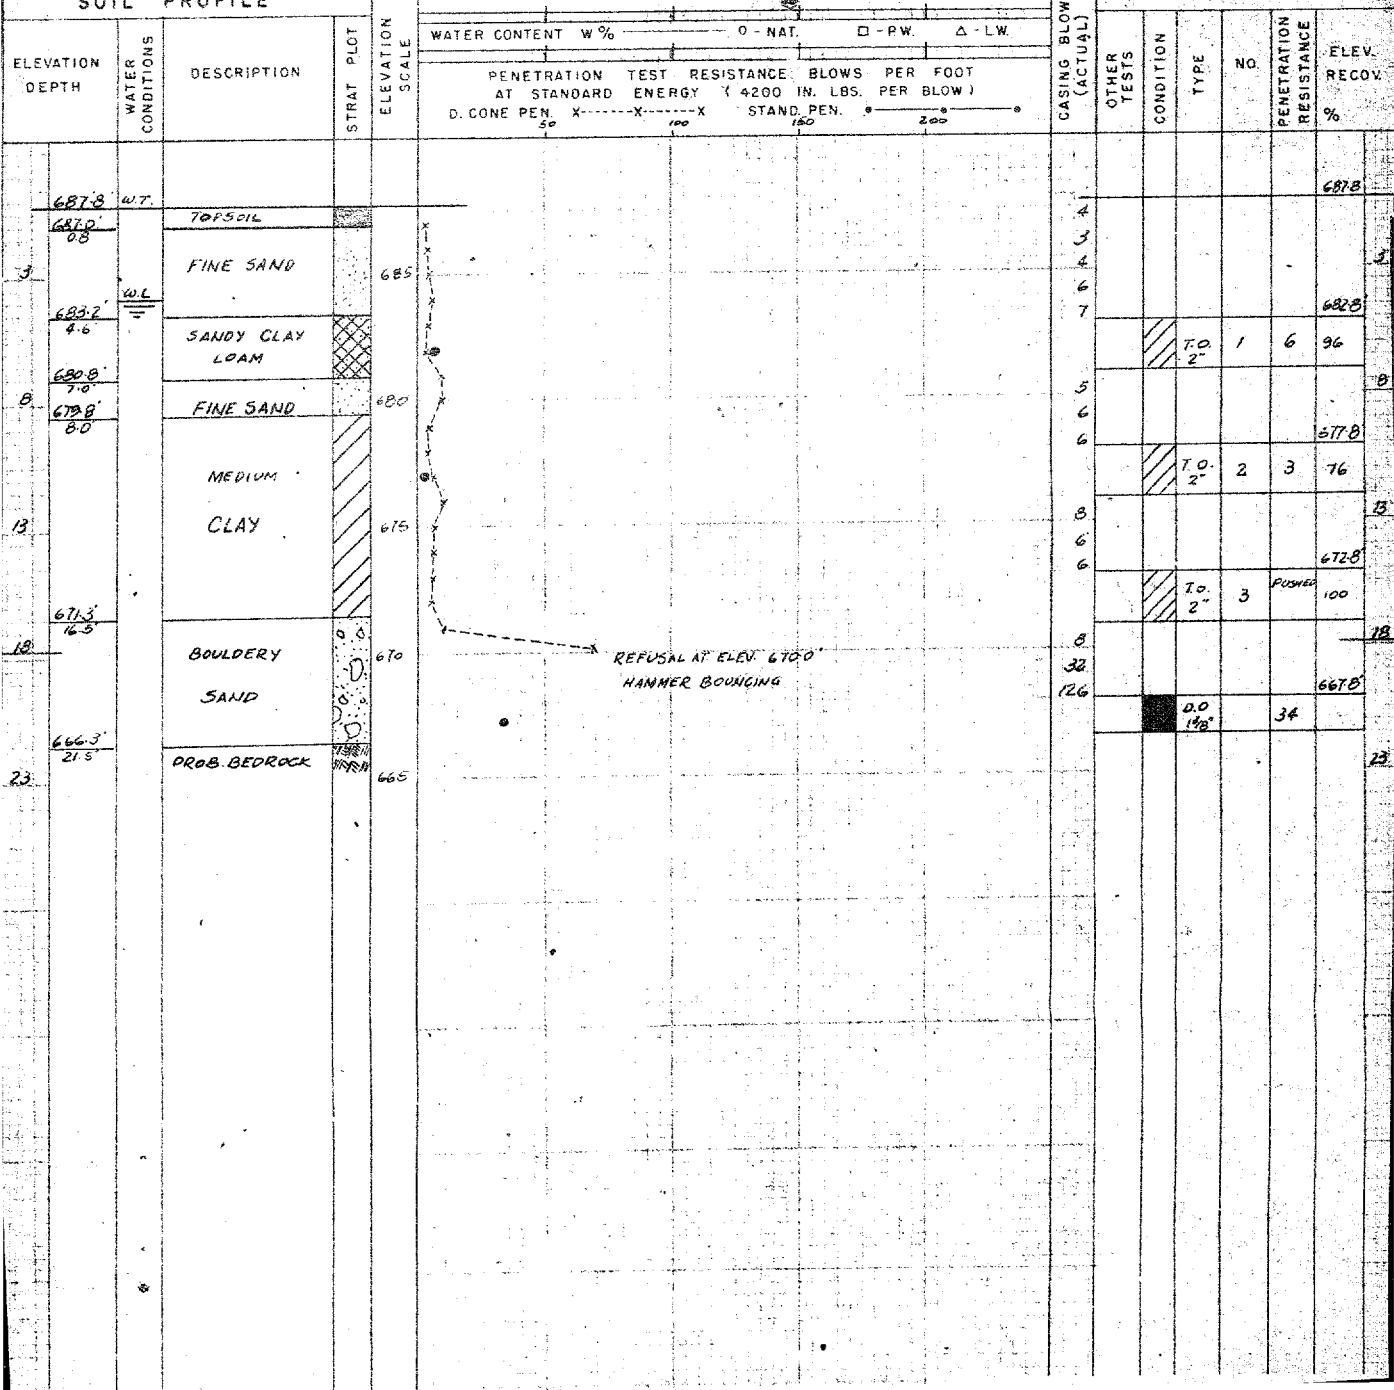 SOIL PROFILE
ELEVATION
DEPTH
WATER
CONDITIONS
DESCRIPTION
STRAT PLOT
ELEVATION
SCALE
WATER CONTENT W % O - NAT. □ - P.W. △ - L.W.
PENETRATION TEST RESISTANCE BLOWS PER FOOT
AT STANDARD ENERGY ( 4200 IN. LBS. PER BLOW )
D. CONE PEN. X------X------X STAND. PEN.
50 100 150 200
CASING BLOW
(ACTUAL)
OTHER
TESTS
CONDITION
TYPE
NO.
PENETRATION
RESISTANCE
ELEV.
RECOV.
%
687.8' W.T.
687.8
687.0'
0.8
TOPSOIL
4
3
3
FINE SAND
685
4
3
W.L
6
682.8'
683.2'
4.6
7
SANDY CLAY
LOAM
T.O.
2"
1
6
96
680.8'
7.0'
5
8
8
679.8'
8.0
FINE SAND
680
6
6
677.8
MEDIUM
CLAY
T.O.
2"
2
3
76
13
675
8
13
6
6
672.8'
T.O.
2"
3
PUSHED
100
671.3'
16.5'
18
BOULDERY
SAND
670
REFUSAL AT ELEV. 670.0'
HAMMER BOUNCING
8
18
32
126
667.8'
D.O
1 3/8"
34
666.3'
21.5'
PROB. BEDROCK
23
665
23